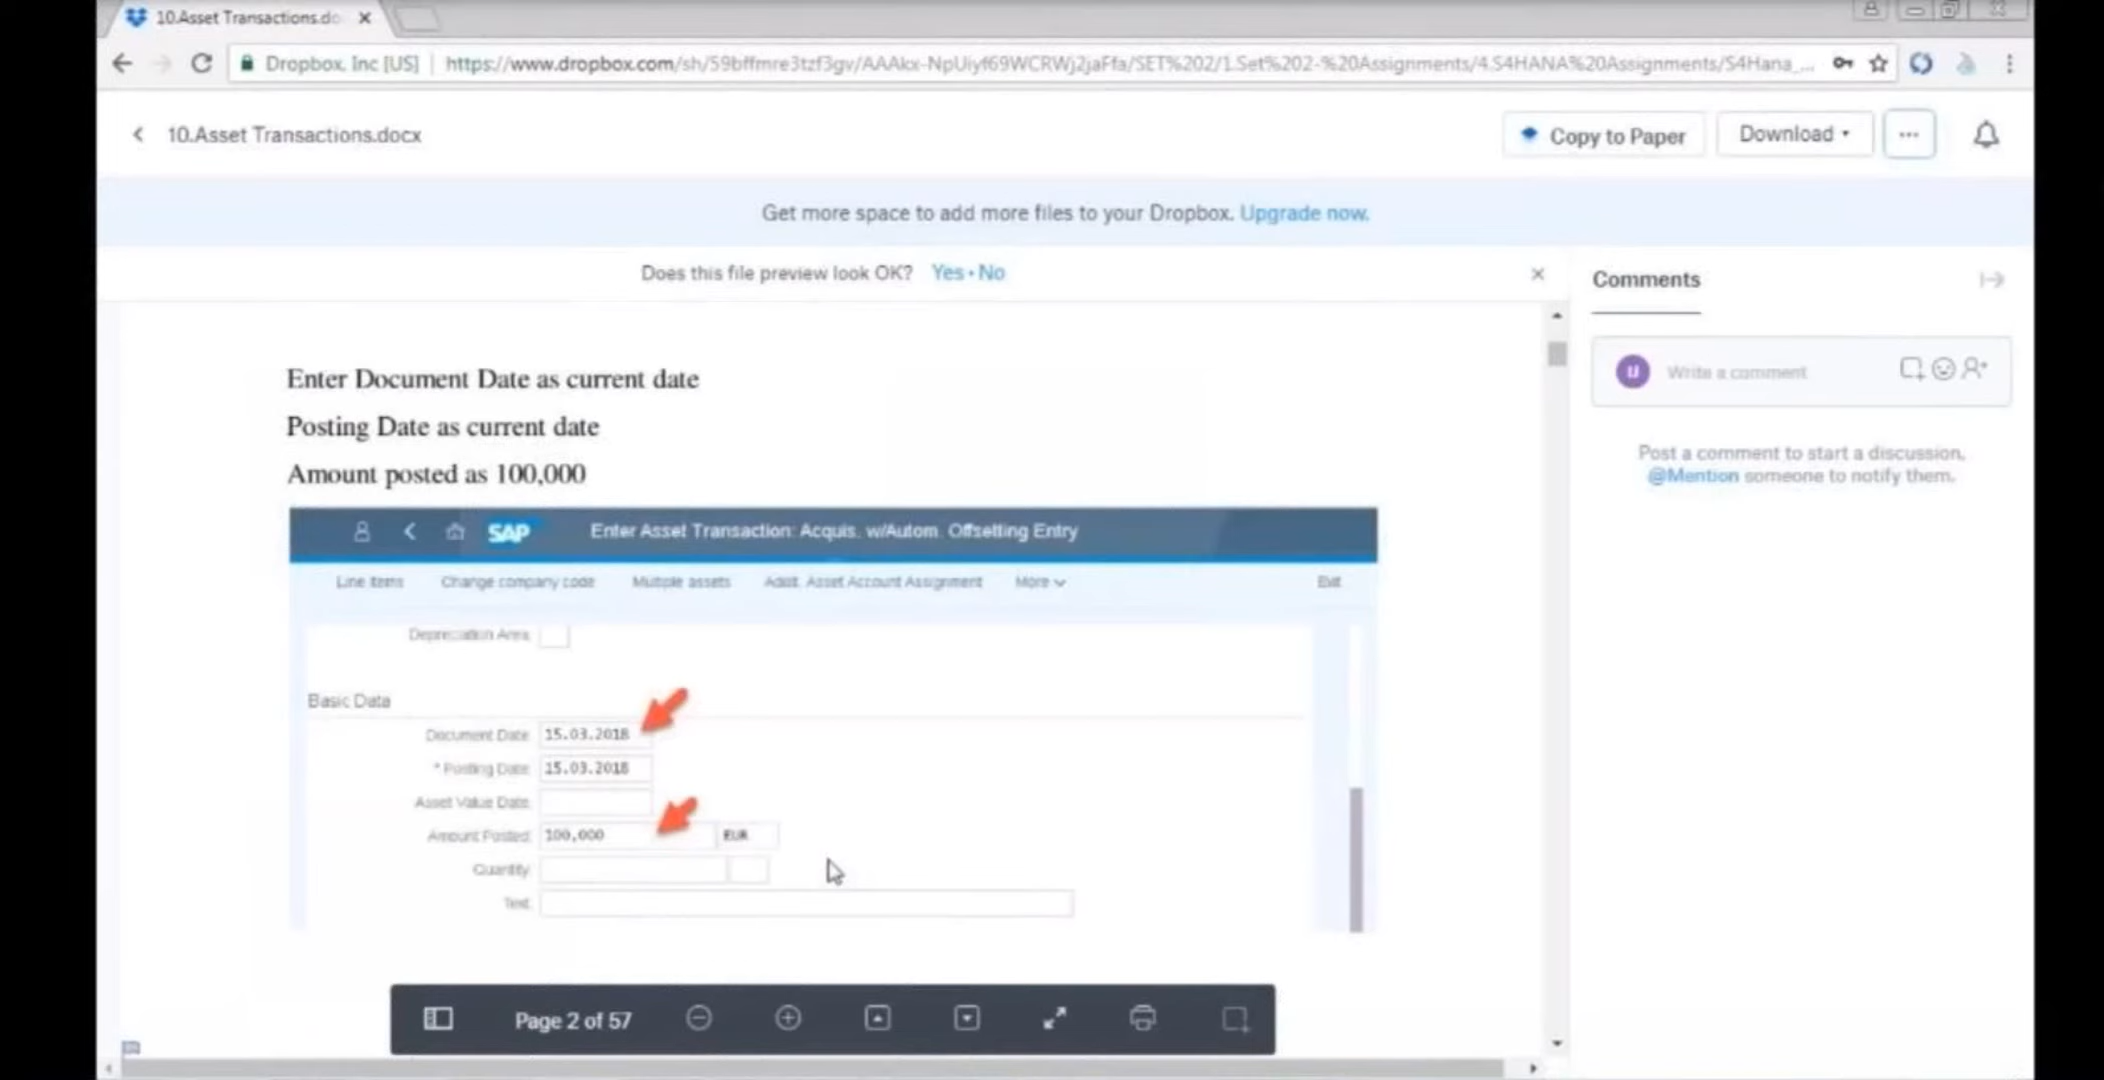 10.Asset Transactions.do
Dropbox, Inc [US] | https://www.dropbox.com/sh/59bffmre3tzf3gv/AAAkx-NpUiyf69WCRWj2jaFfa/SET%202/1.Set%202-%20Assignments/4.S4HANA%20Assignments/S4Hana_...
10.Asset Transactions.docx
Copy to Paper
Download
Get more space to add more files to your Dropbox. Upgrade now.
Does this file preview look OK? Yes · No
Comments
U
Write a comment
Post a comment to start a discussion.
@Mention someone to notify them.
Enter Document Date as current date
Posting Date as current date
Amount posted as 100,000
SAP
Enter Asset Transaction: Acquis. w/Autom. Offsetting Entry
Line Items Change company code Multiple assets Addit. Asset Account Assignment More Exit
Depreciation Area
Basic Data
Document Date 15.03.2018
* Posting Date 15.03.2018
Asset Value Date
Amount Posted 100,000 EUR
Quantity
Text
Page 2 of 57